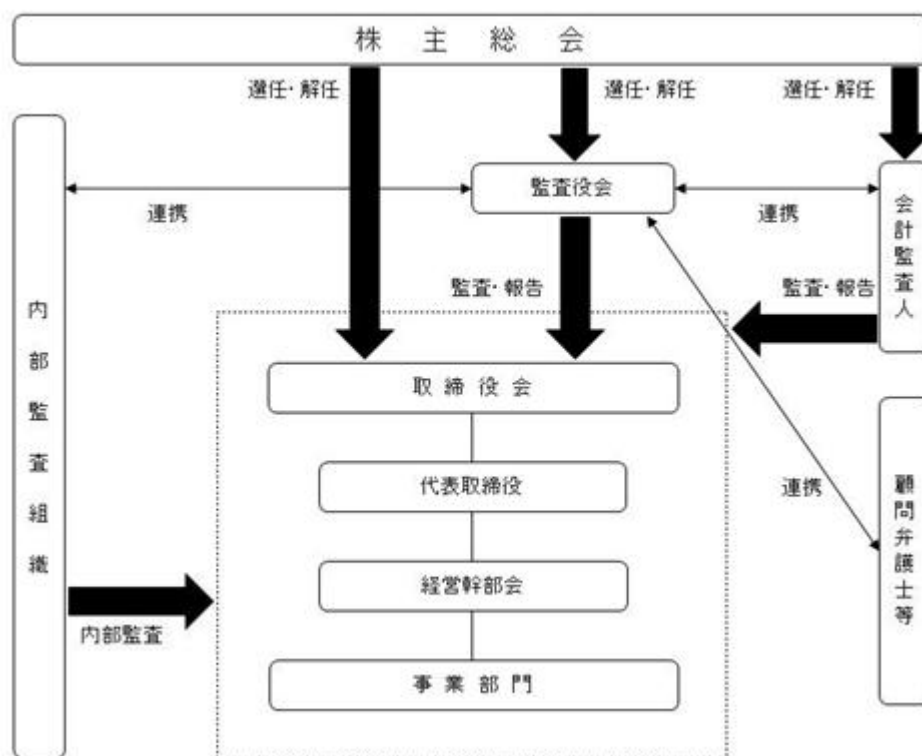 株主総会
選任・解任
選任・解任
選任・解任
監査役会
連携
連携
会計監査人
監査・報告
監査・報告
内部監査組織
取締役会
代表取締役
連携
顧問弁護士等
経営幹部会
内部監査
事業部門